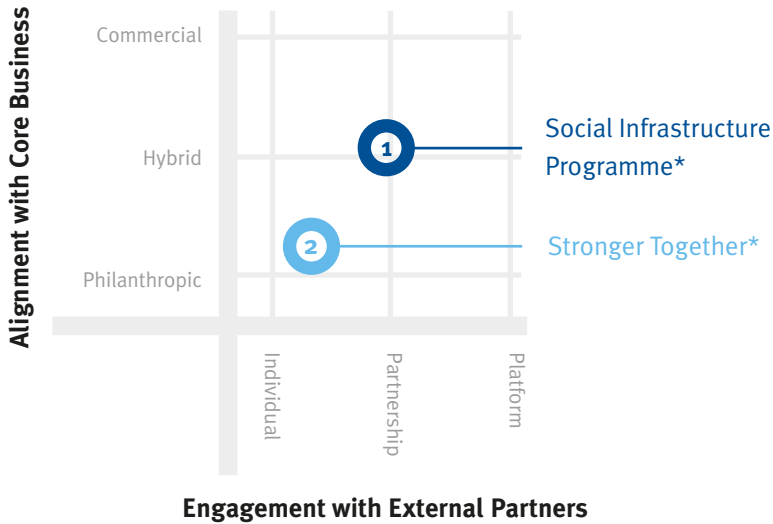 Alignment with Core Business
Commercial
Hybrid
Philanthropic
1
Social Infrastructure
Programme*
2
Stronger Together*
Individual
Partnership
Platform
Engagement with External Partners